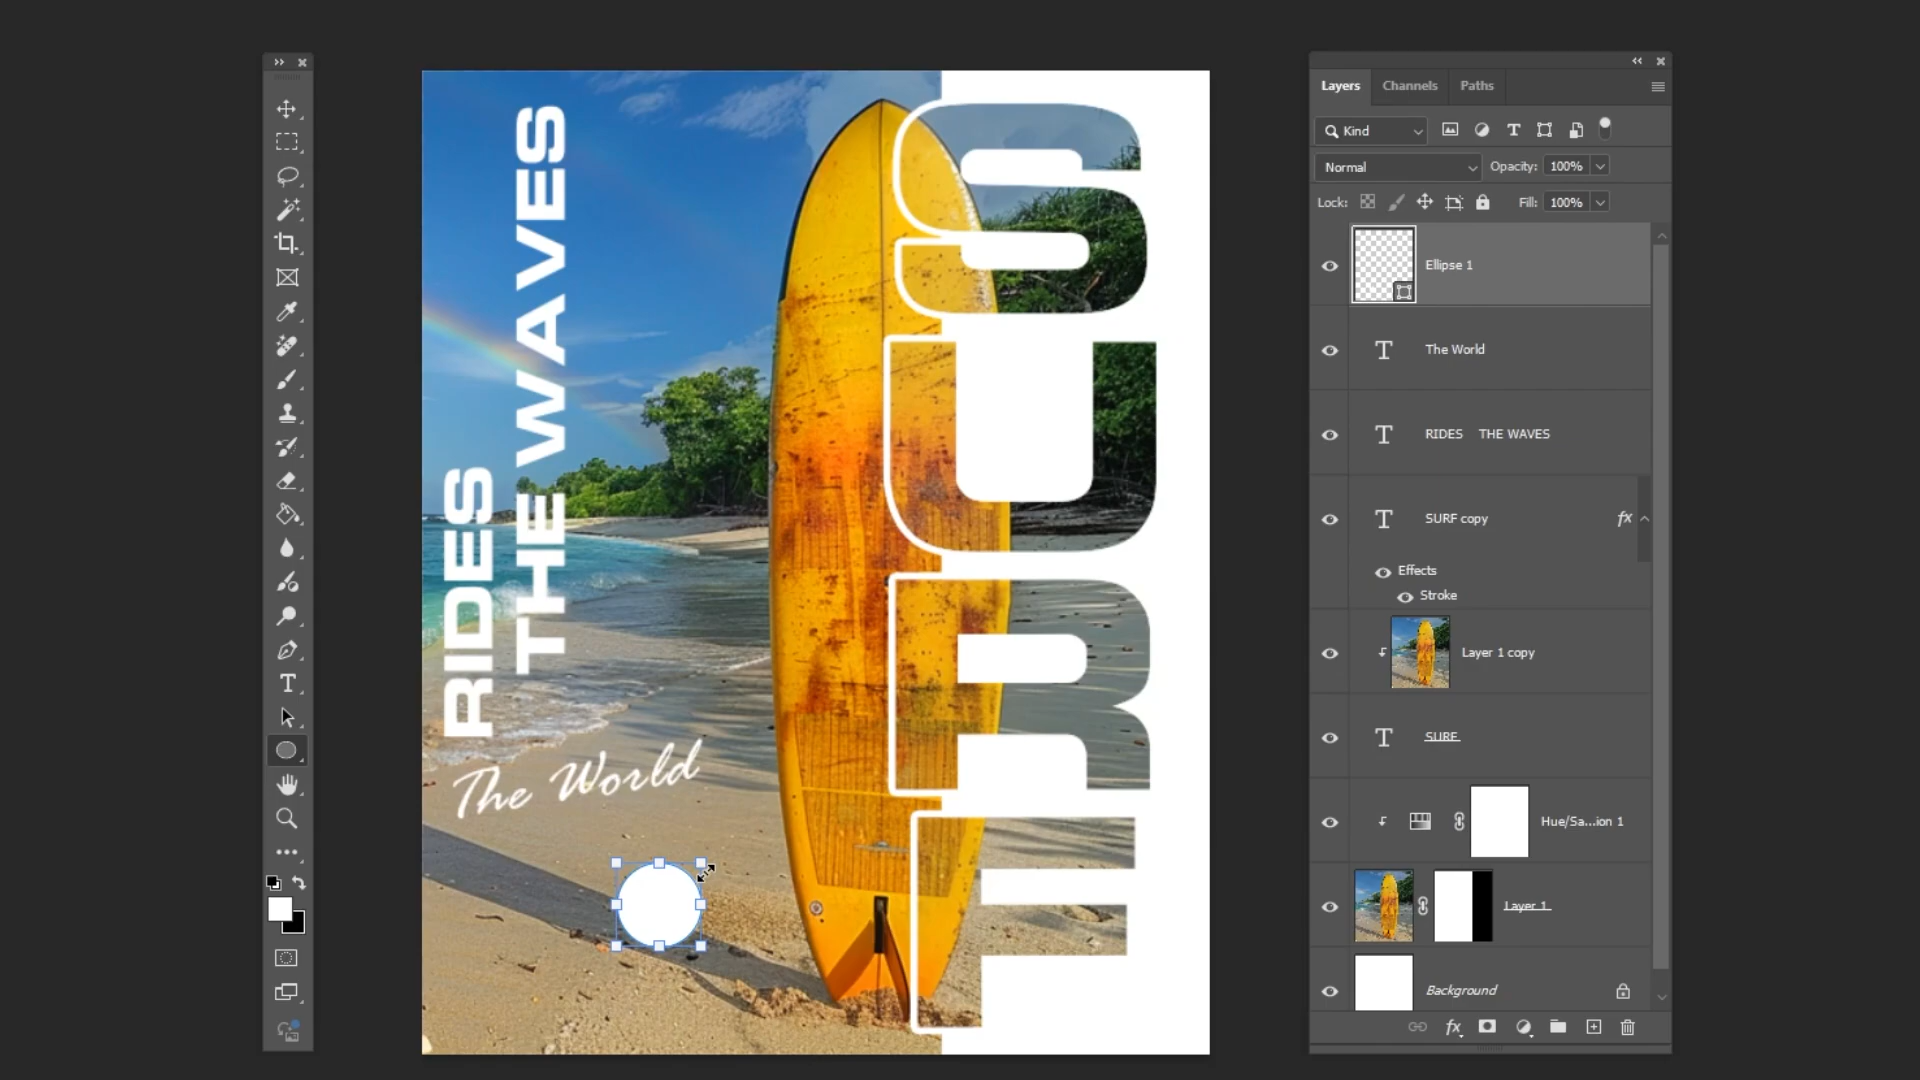 RIDES
THE WAVES
The World
SURF
Layers
Channels
Paths
Kind
Normal
Opacity:
100%
Lock:
Fill:
100%
Ellipse 1
The World
RIDES THE WAVES
SURF copy
fx
Effects
Stroke
Layer 1 copy
SURF
Hue/Sa...ion 1
Layer 1
Background
fx